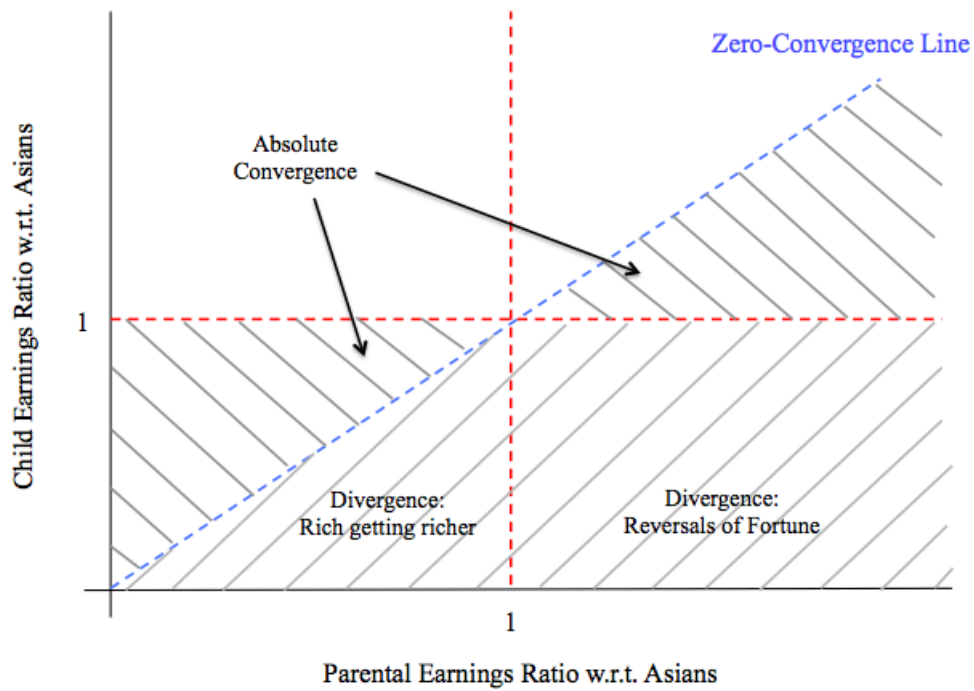 Zero-Convergence Line
Absolute
Convergence
Child Earnings Ratio w.r.t. Asians
1
Divergence:
Rich getting richer
Divergence:
Reversals of Fortune
1
Parental Earnings Ratio w.r.t. Asians